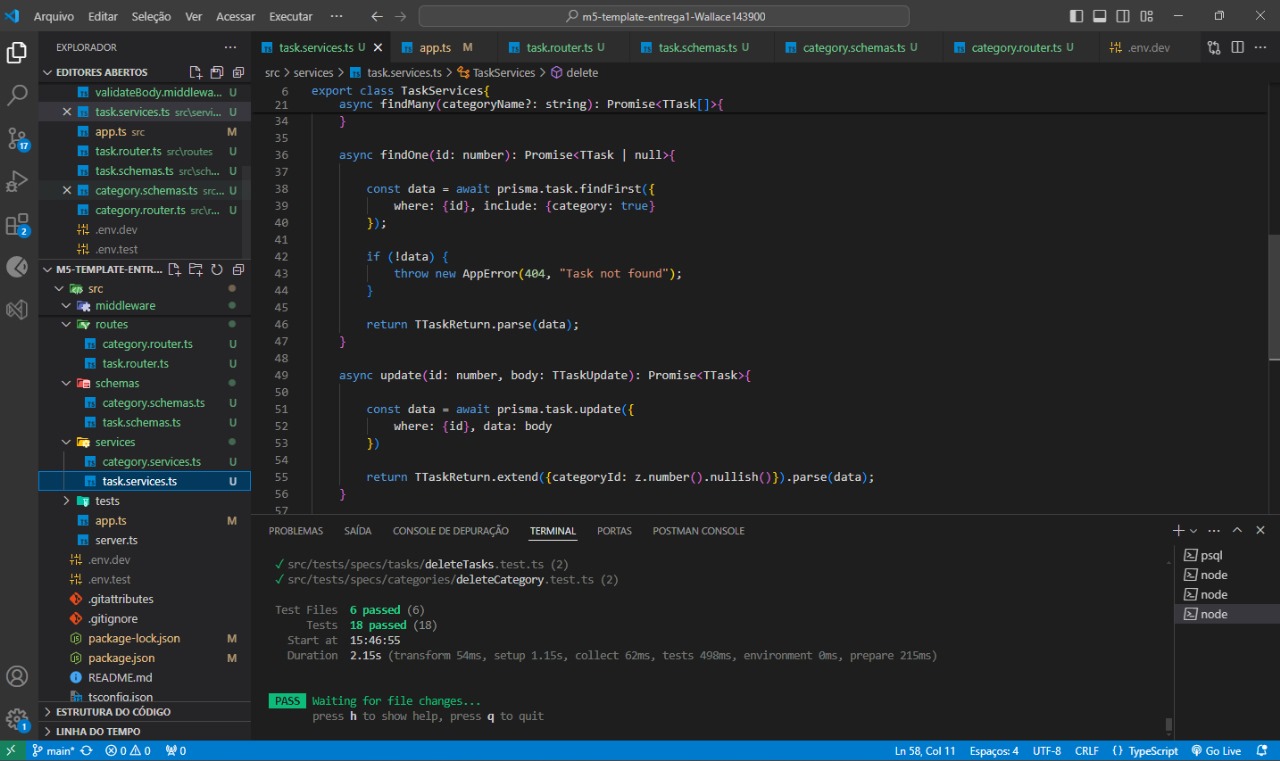 Arquivo Editar Seleção Ver Acessar Executar ··· m5-template-entrega1-Wallace143900
EXPLORADOR ···
task.services.ts U
app.ts M
task.router.ts U
task.schemas.ts U
category.schemas.ts U
category.router.ts U
.env.dev
EDITORES ABERTOS
validateBody.middlewa... U
task.services.ts src\servi... U
app.ts src M
task.router.ts src\routes U
task.schemas.ts src\sch... U
category.schemas.ts src... U
category.router.ts src\r... U
.env.dev
.env.test
M5-TEMPLATE-ENTR...
src
middleware
routes
category.router.ts U
task.router.ts U
schemas
category.schemas.ts U
task.schemas.ts U
services
category.services.ts U
task.services.ts U
tests
app.ts M
server.ts
.env.dev
.env.test
.gitattributes
.gitignore
package-lock.json M
package.json M
README.md
tsconfig.json
ESTRUTURA DO CÓDIGO
LINHA DO TEMPO
17
2
1
src > services > task.services.ts > TaskServices > delete
6 export class TaskServices{
21 async findMany(categoryName?: string): Promise<TTask[]>{
34 }
35
36 async findOne(id: number): Promise<TTask | null>{
37
38 const data = await prisma.task.findFirst({
39 where: {id}, include: {category: true}
40 });
41
42 if (!data) {
43 throw new AppError(404, "Task not found");
44 }
45
46 return TTaskReturn.parse(data);
47 }
48
49 async update(id: number, body: TTaskUpdate): Promise<TTask>{
50
51 const data = await prisma.task.update({
52 where: {id}, data: body
53 })
54
55 return TTaskReturn.extend({categoryId: z.number().nullish()}).parse(data);
56 }
57
PROBLEMAS SAÍDA CONSOLE DE DEPURAÇÃO TERMINAL PORTAS POSTMAN CONSOLE
✓ src/tests/specs/tasks/deleteTasks.test.ts (2)
✓ src/tests/specs/categories/deleteCategory.test.ts (2)
Test Files 6 passed (6)
Tests 18 passed (18)
Start at 15:46:55
Duration 2.15s (transform 54ms, setup 1.15s, collect 62ms, tests 498ms, environment 0ms, prepare 215ms)
PASS Waiting for file changes...
press h to show help, press q to quit
psql
node
node
node
main* 0 0 0 Ln 58, Col 11 Espaços: 4 UTF-8 CRLF {} TypeScript Go Live